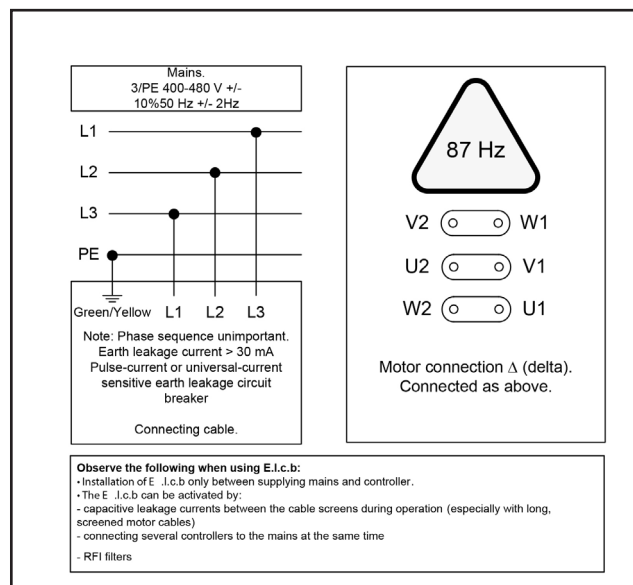 Mains.
3/PE 400-480 V +/-
10%50 Hz +/- 2Hz
L1
L2
L3
PE
Green/Yellow L1 L2 L3
Note: Phase sequence unimportant.
Earth leakage current > 30 mA
Pulse-current or universal-current
sensitive earth leakage circuit
breaker
Connecting cable.
87 Hz
V2 W1
U2 V1
W2 U1
Motor connection Δ (delta).
Connected as above.
Observe the following when using E.l.c.b:
• Installation of E .l.c.b only between supplying mains and controller.
• The E .l.c.b can be activated by:
- capacitive leakage currents between the cable screens during operation (especially with long,
screened motor cables)
- connecting several controllers to the mains at the same time
- RFI filters